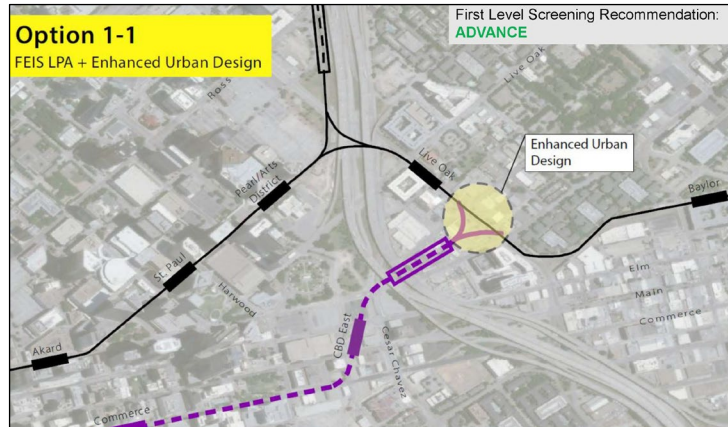 Option 1-1
FEIS LPA + Enhanced Urban Design
First Level Screening Recommendation:
ADVANCE
Ross
Live Oak
Enhanced Urban
Design
Live Oak
Pearl/Arts
District
Baylor
St. Paul
Harwood
Elm
Main
Commerce
CBD East
Cesar Chavez
Akard
Commerce